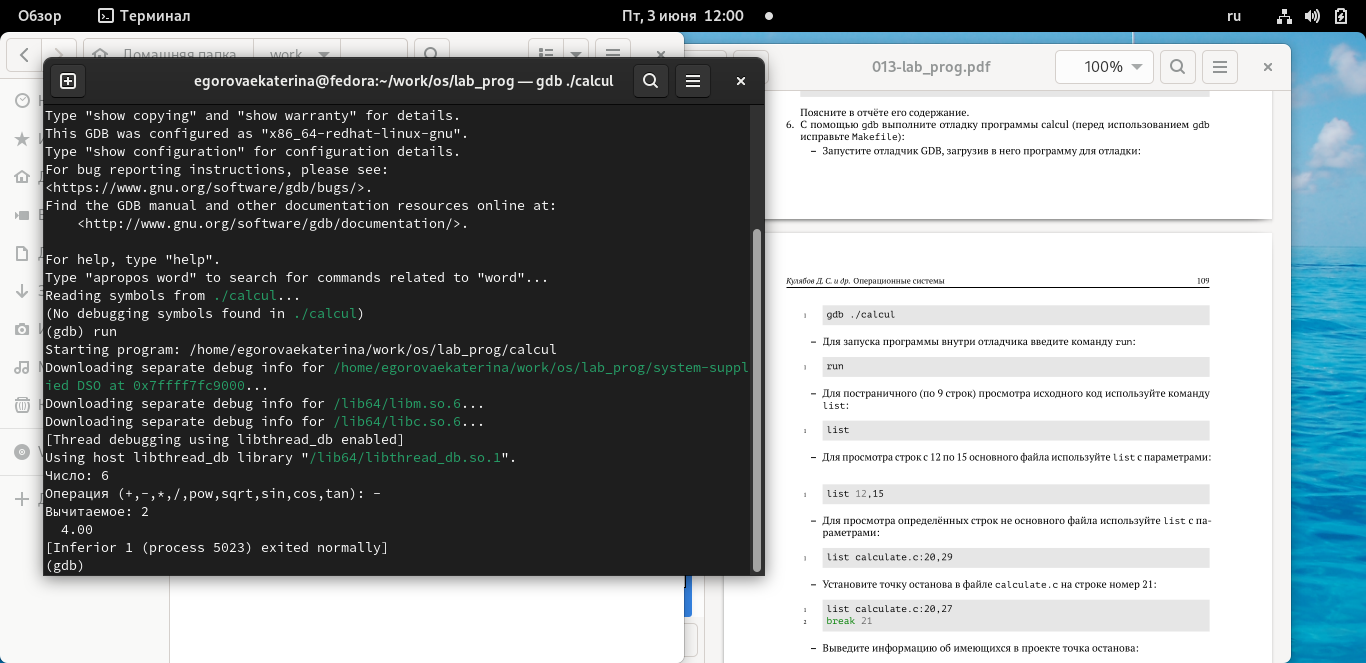 Обзор
Терминал
Пт, 3 июня 12:00
ru
Домашняя папка
work
egorovaekaterina@fedora:~/work/os/lab_prog — gdb ./calcul
Type "show copying" and "show warranty" for details.
This GDB was configured as "x86_64-redhat-linux-gnu".
Type "show configuration" for configuration details.
For bug reporting instructions, please see:
<https://www.gnu.org/software/gdb/bugs/>.
Find the GDB manual and other documentation resources online at:
<http://www.gnu.org/software/gdb/documentation/>.
For help, type "help".
Type "apropos word" to search for commands related to "word"...
Reading symbols from ./calcul...
(No debugging symbols found in ./calcul)
(gdb) run
Starting program: /home/egorovaekaterina/work/os/lab_prog/calcul
Downloading separate debug info for /home/egorovaekaterina/work/os/lab_prog/system-suppl
ied DSO at 0x7ffff7fc9000...
Downloading separate debug info for /lib64/libm.so.6...
Downloading separate debug info for /lib64/libc.so.6...
[Thread debugging using libthread_db enabled]
Using host libthread_db library "/lib64/libthread_db.so.1".
Число: 6
Операция (+,-,*,/,pow,sqrt,sin,cos,tan): -
Вычитаемое: 2
4.00
[Inferior 1 (process 5023) exited normally]
(gdb)
013-lab_prog.pdf
100%
Поясните в отчёте его содержание.
6. С помощью gdb выполните отладку программы calcul (перед использованием gdb
исправьте Makefile):
– Запустите отладчик GDB, загрузив в него программу для отладки:
Кулябов Д. С. и др. Операционные системы 109
1 gdb ./calcul
– Для запуска программы внутри отладчика введите команду run:
1 run
– Для постраничного (по 9 строк) просмотра исходного код используйте команду
list:
1 list
– Для просмотра строк с 12 по 15 основного файла используйте list с параметрами:
1 list 12,15
– Для просмотра определённых строк не основного файла используйте list с па-
раметрами:
1 list calculate.c:20,29
– Установите точку останова в файле calculate.c на строке номер 21:
1 list calculate.c:20,27
2 break 21
– Выведите информацию об имеющихся в проекте точка останова: